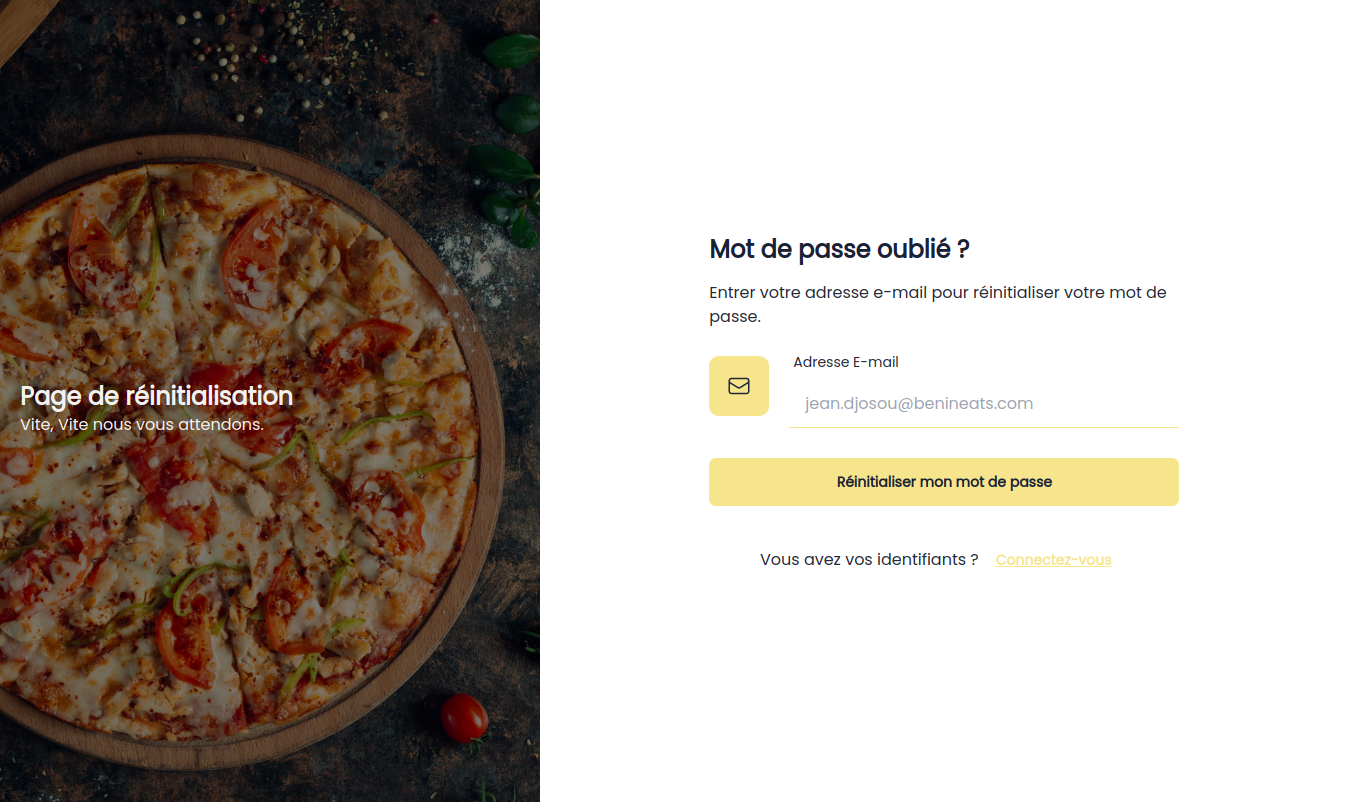 Page de réinitialisation
Vite, Vite nous vous attendons.
Mot de passe oublié ?
Entrer votre adresse e-mail pour réinitialiser votre mot de
passe.
Adresse E-mail
jean.djosou@benineats.com
Réinitialiser mon mot de passe
Vous avez vos identifiants ? Connectez-vous